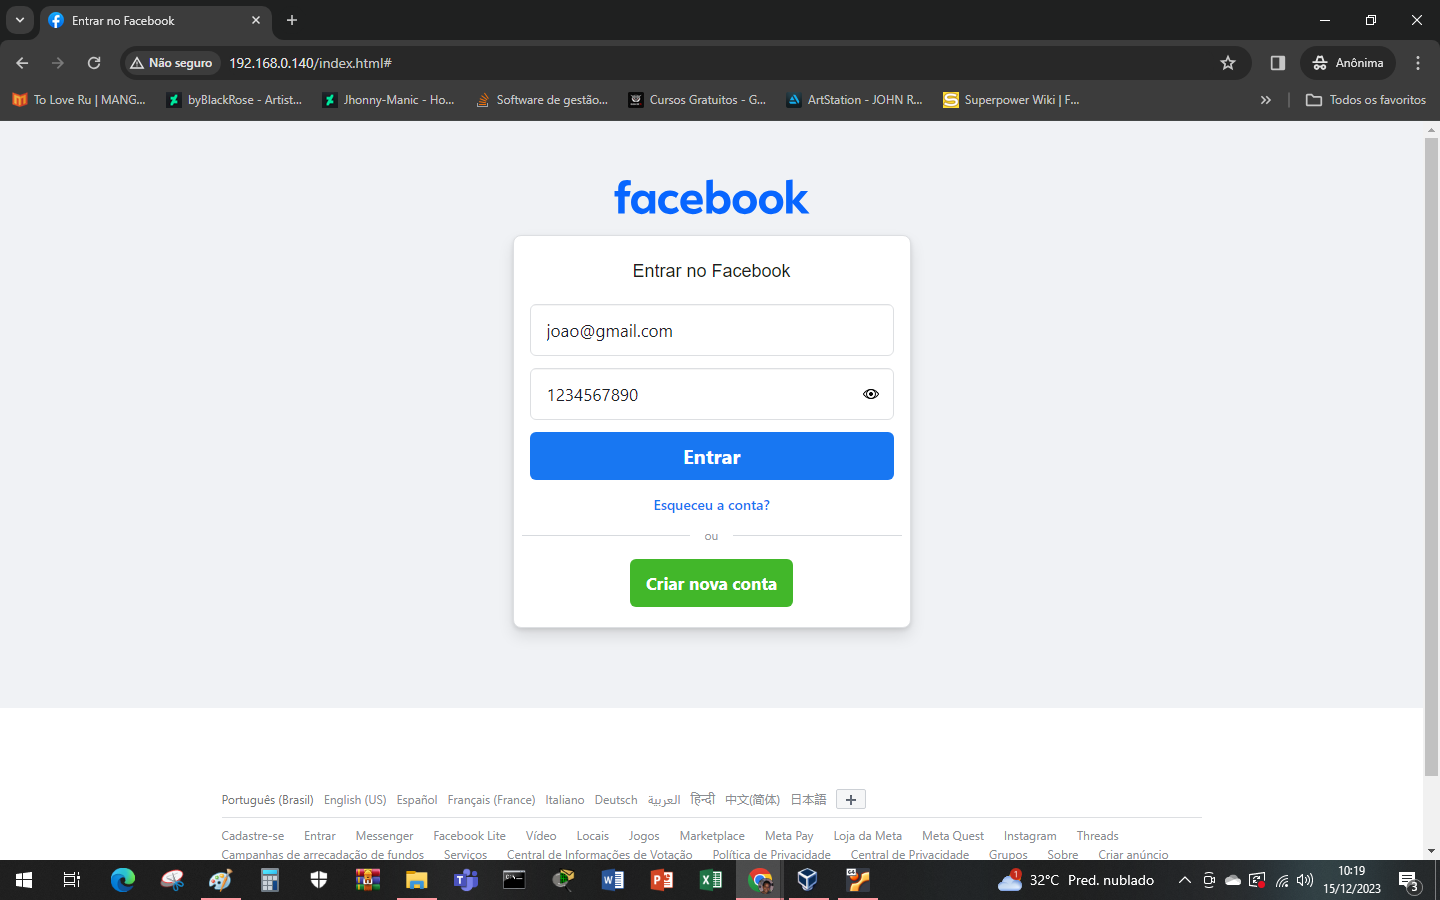 Entrar no Facebook
Não seguro 192.168.0.140/index.html# Anônima
To Love Ru | MANG... byBlackRose - Artist... Jhonny-Manic - Ho... Software de gestão... Cursos Gratuitos - G... ArtStation - JOHN R... Superpower Wiki | F... Todos os favoritos
facebook
Entrar no Facebook
joao@gmail.com
1234567890
Entrar
Esqueceu a conta?
ou
Criar nova conta
Português (Brasil) English (US) Español Français (France) Italiano Deutsch العربية हिन्दी 中文(简体) 日本語
Cadastre-se Entrar Messenger Facebook Lite Vídeo Locais Jogos Marketplace Meta Pay Loja da Meta Meta Quest Instagram Threads
Campanhas de arrecadação de fundos Serviços Central de Informações de Votação Política de Privacidade Central de Privacidade Grupos Sobre Criar anúncio
1 32°C Pred. nublado 10:19
15/12/2023 3